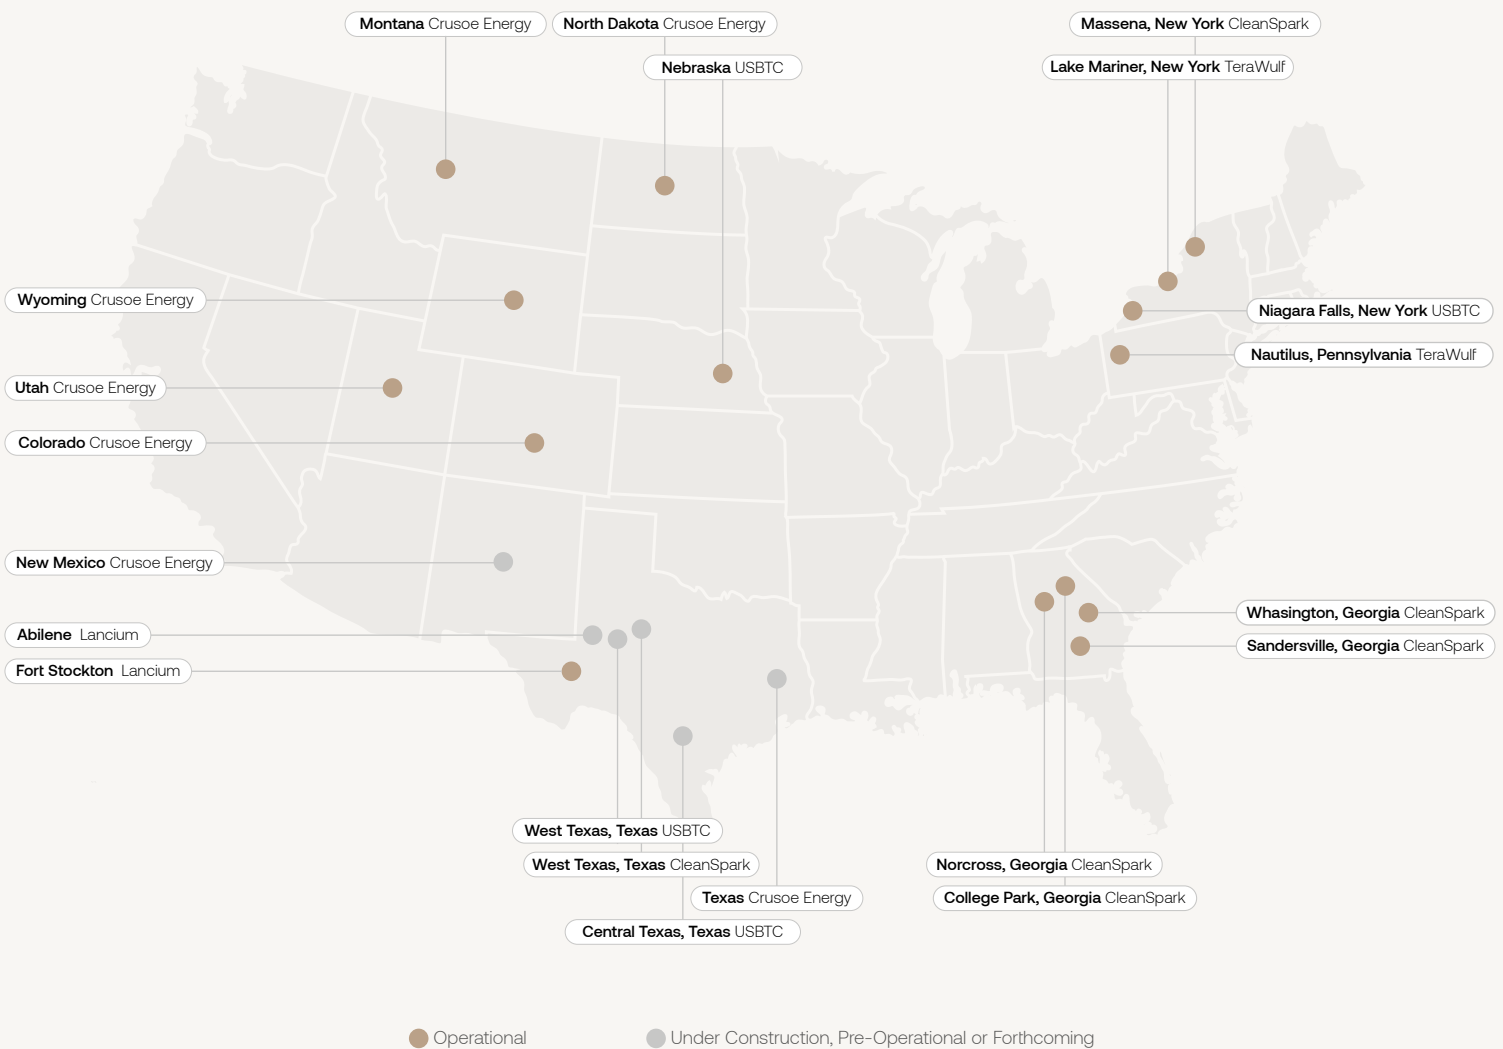 Montana Crusoe Energy
North Dakota Crusoe Energy
Massena, New York CleanSpark
Nebraska USBTC
Lake Mariner, New York TeraWulf
Wyoming Crusoe Energy
Niagara Falls, New York USBTC
Nautilus, Pennsylvania TeraWulf
Utah Crusoe Energy
Colorado Crusoe Energy
New Mexico Crusoe Energy
Whasington, Georgia CleanSpark
Abilene Lancium
Sandersville, Georgia CleanSpark
Fort Stockton Lancium
West Texas, Texas USBTC
West Texas, Texas CleanSpark
Norcross, Georgia CleanSpark
Texas Crusoe Energy
College Park, Georgia CleanSpark
Central Texas, Texas USBTC
Operational
Under Construction, Pre-Operational or Forthcoming